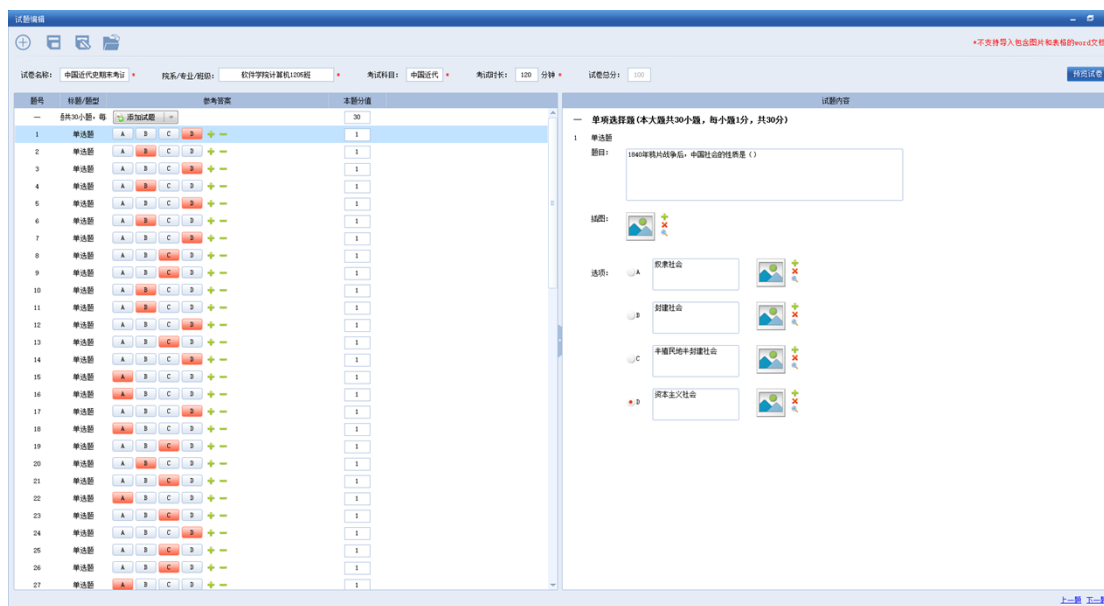 试题编辑
*不支持导入包含图片和表格的word文档
试卷名称: 中国近代史期末考试 * 院系/专业/班级: 软件学院计算机1205班 * 考试科目: 中国近代 * 考试时长: 120 分钟 * 试卷总分: 100 预览试卷
题号 标题/题型 参考答案 本题分值
一 共30小题, 每 添加试题 30
1 单选题 A B C D 1
2 单选题 A B C D 1
3 单选题 A B C D 1
4 单选题 A B C D 1
5 单选题 A B C D 1
6 单选题 A B C D 1
7 单选题 A B C D 1
8 单选题 A B C D 1
9 单选题 A B C D 1
10 单选题 A B C D 1
11 单选题 A B C D 1
12 单选题 A B C D 1
13 单选题 A B C D 1
14 单选题 A B C D 1
15 单选题 A B C D 1
16 单选题 A B C D 1
17 单选题 A B C D 1
18 单选题 A B C D 1
19 单选题 A B C D 1
20 单选题 A B C D 1
21 单选题 A B C D 1
22 单选题 A B C D 1
23 单选题 A B C D 1
24 单选题 A B C D 1
25 单选题 A B C D 1
26 单选题 A B C D 1
27 单选题 A B C D 1
试题内容
一 单项选择题(本大题共30小题, 每小题1分, 共30分)
1 单选题
题目: 1840年鸦片战争后, 中国社会的性质是()
插图:
选项: A 奴隶社会
B 封建社会
C 半殖民地半封建社会
D 资本主义社会
上一题 下一题